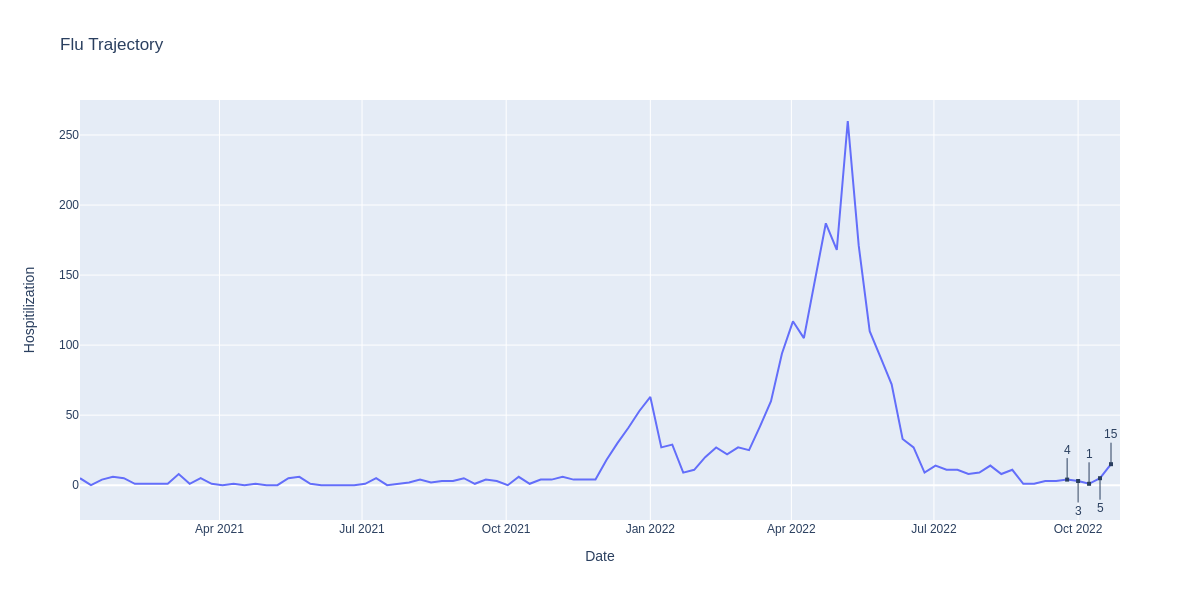 Flu Trajectory
250
200
150
100
50
0
Hospitilization
4
3
1
5
15
Apr 2021
Jul 2021
Oct 2021
Jan 2022
Apr 2022
Jul 2022
Oct 2022
Date